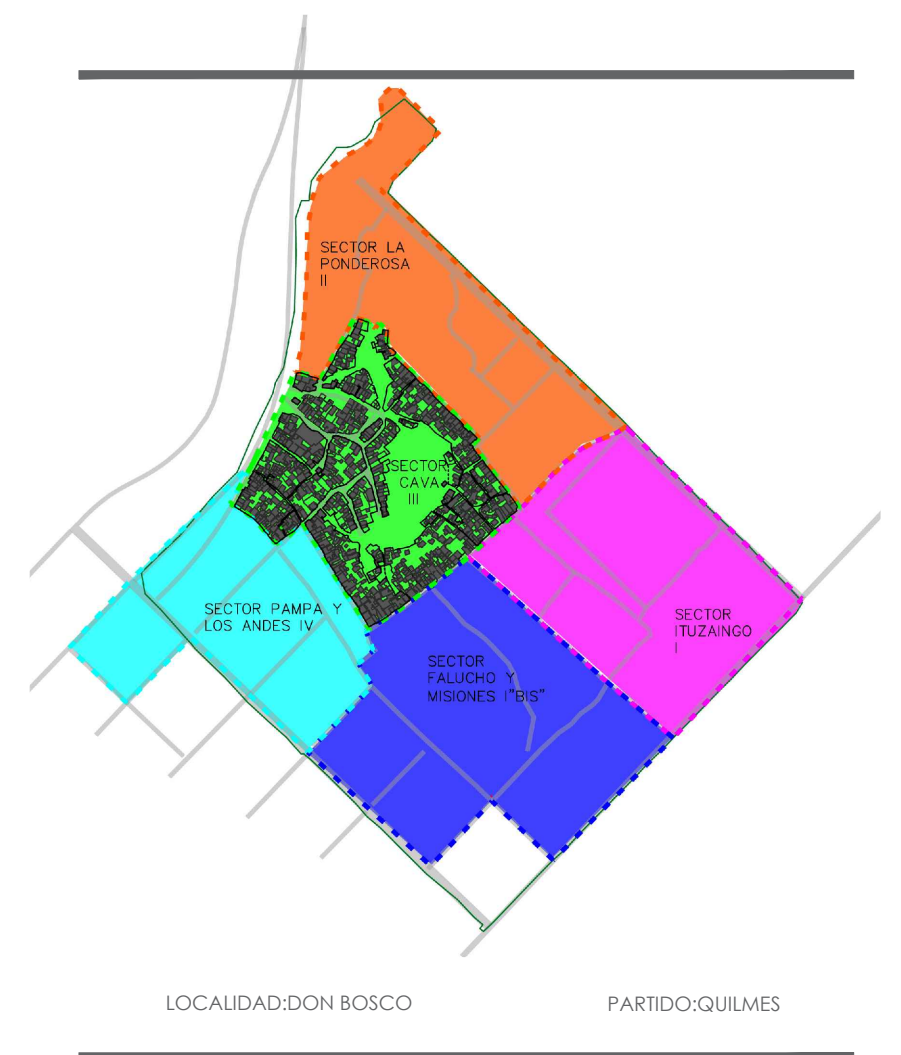 SECTOR LA
PONDEROSA
II
SECTOR
CAVA
III
SECTOR PAMPA Y
LOS ANDES IV
SECTOR
ITUZAINGO
I
SECTOR
FALUCHO Y
MISIONES I"BIS"
LOCALIDAD:DON BOSCO
PARTIDO:QUILMES